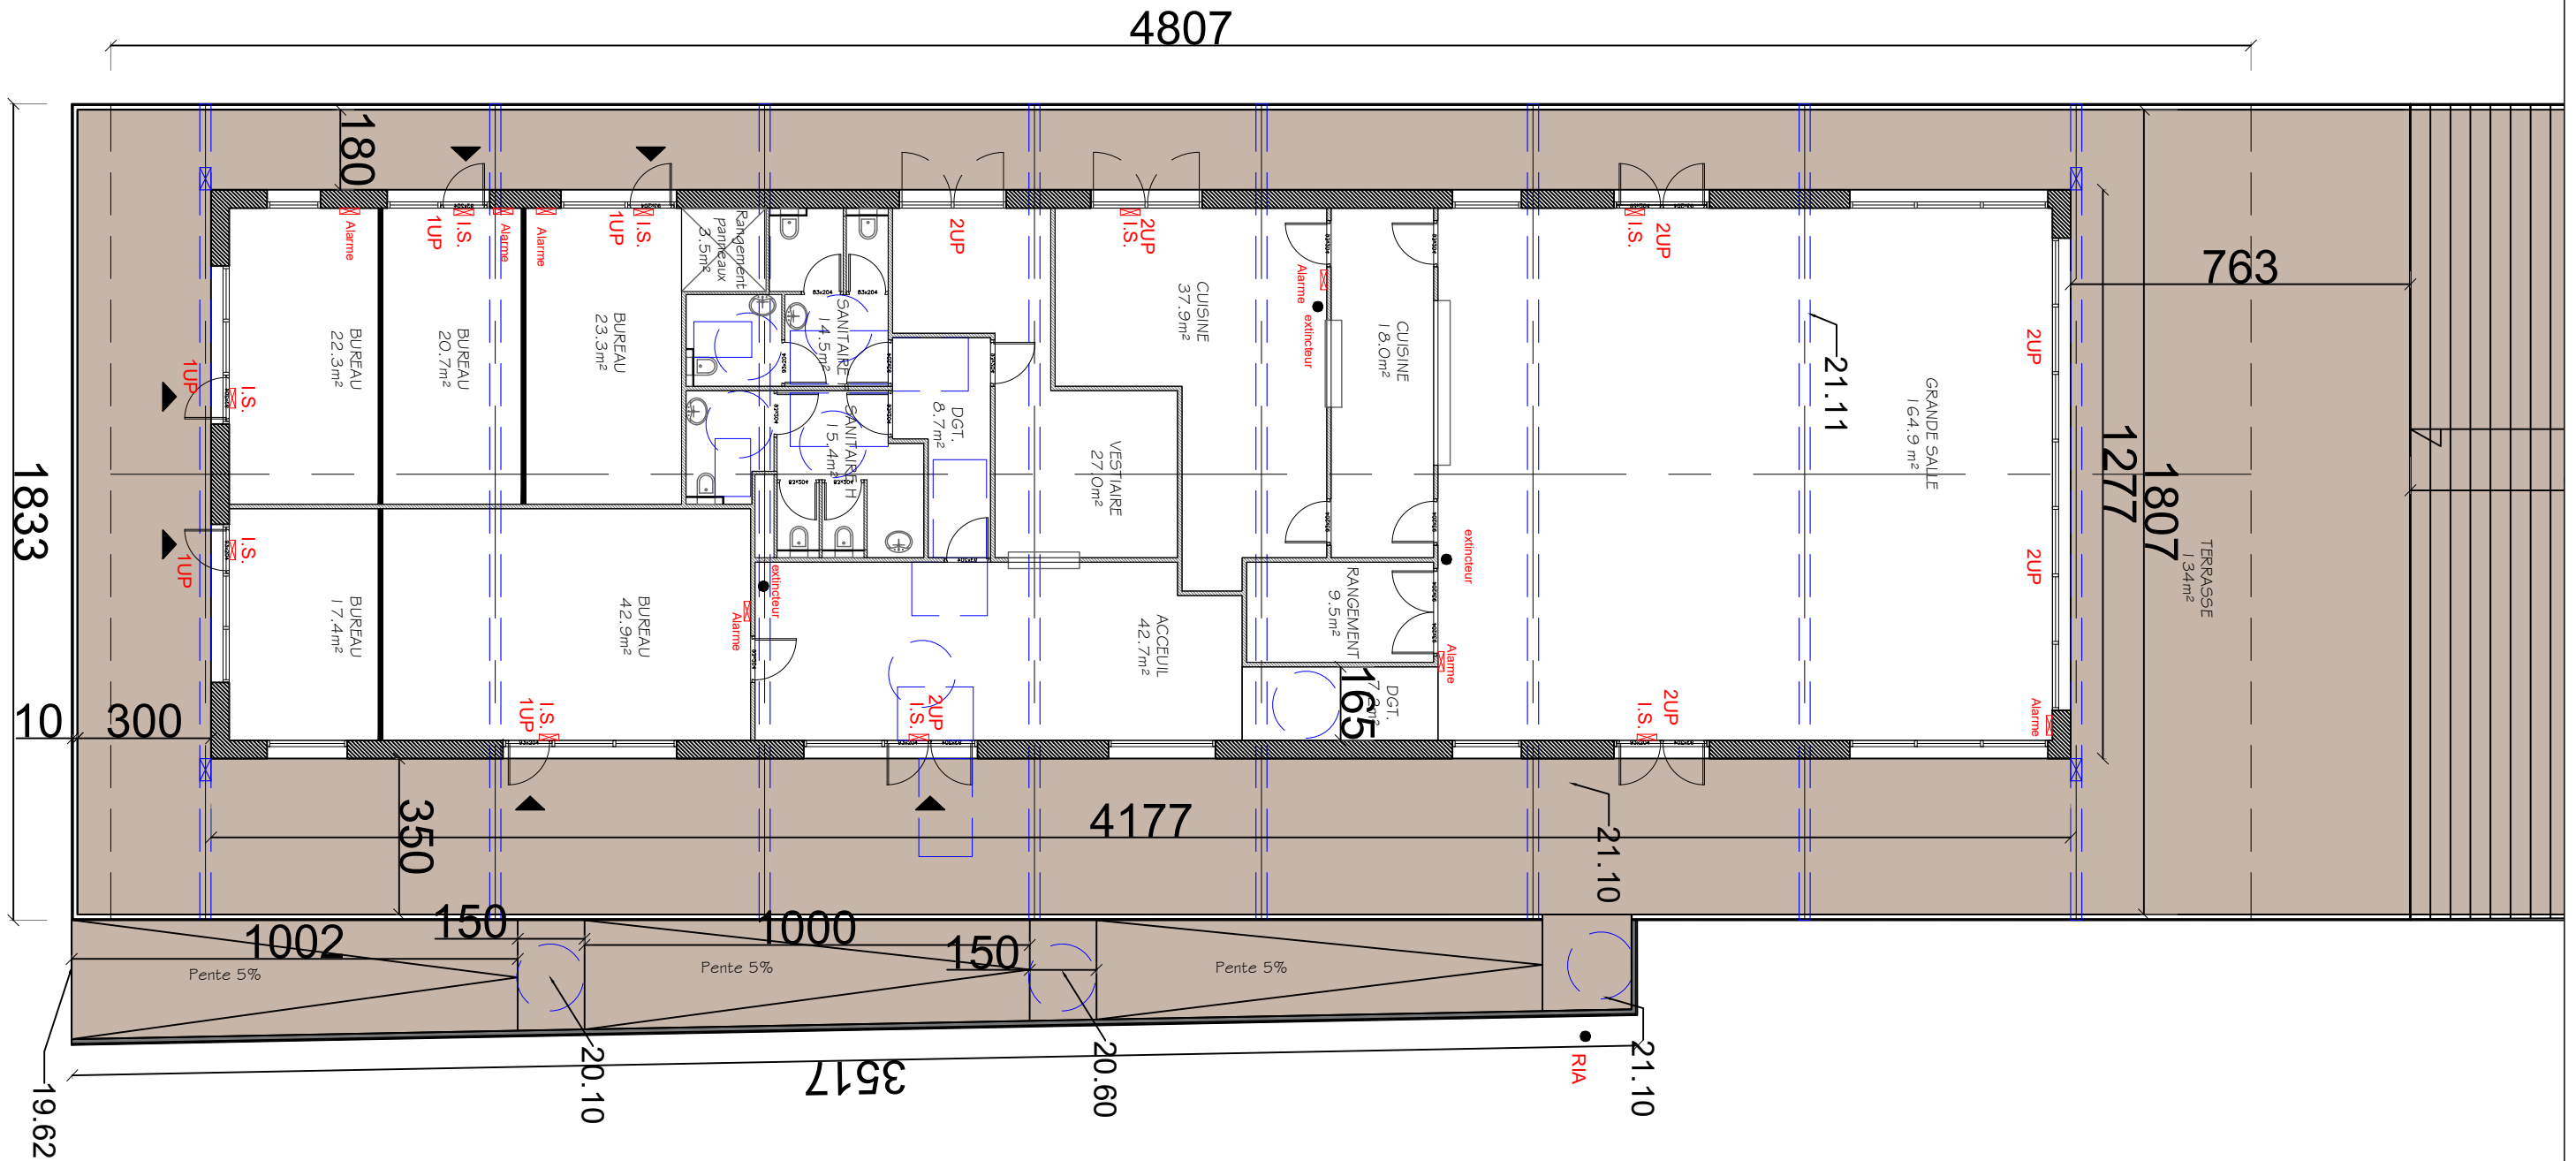 4807
180
1833
10
300
763
1277
1807
TERRASSE
134m²
Alarme
1UP
I.S.
Alarme
Alarme
1UP
I.S.
Rangement
panneaux
3.5m²
2UP
2UP
I.S.
2UP
I.S.
83x204
83x204
SANITAIRE
14.5m²
SANITAIRE H
15.4m²
83x204
83x204
BUREAU
22.3m²
BUREAU
20.7m²
BUREAU
23.3m²
1UP
I.S.
1UP
I.S.
DGT.
8.7m²
CUISINE
37.9m²
Alarme
extincteur
CUISINE
18.0m²
VESTIAIRE
27.0m²
21.11
GRANDE SALLE
164.9 m²
2UP
2UP
BUREAU
17.4m²
BUREAU
42.9m²
extincteur
Alarme
ACCEUIL
42.7m²
RANGEMENT
9.5m²
extincteur
Alarme
DGT.
165
1UP
I.S.
2UP
I.S.
2UP
I.S.
Alarme
350
4177
21.10
1002
150
1000
150
Pente 5%
Pente 5%
Pente 5%
20.10
20.60
21.10
RIA
3517
19.62